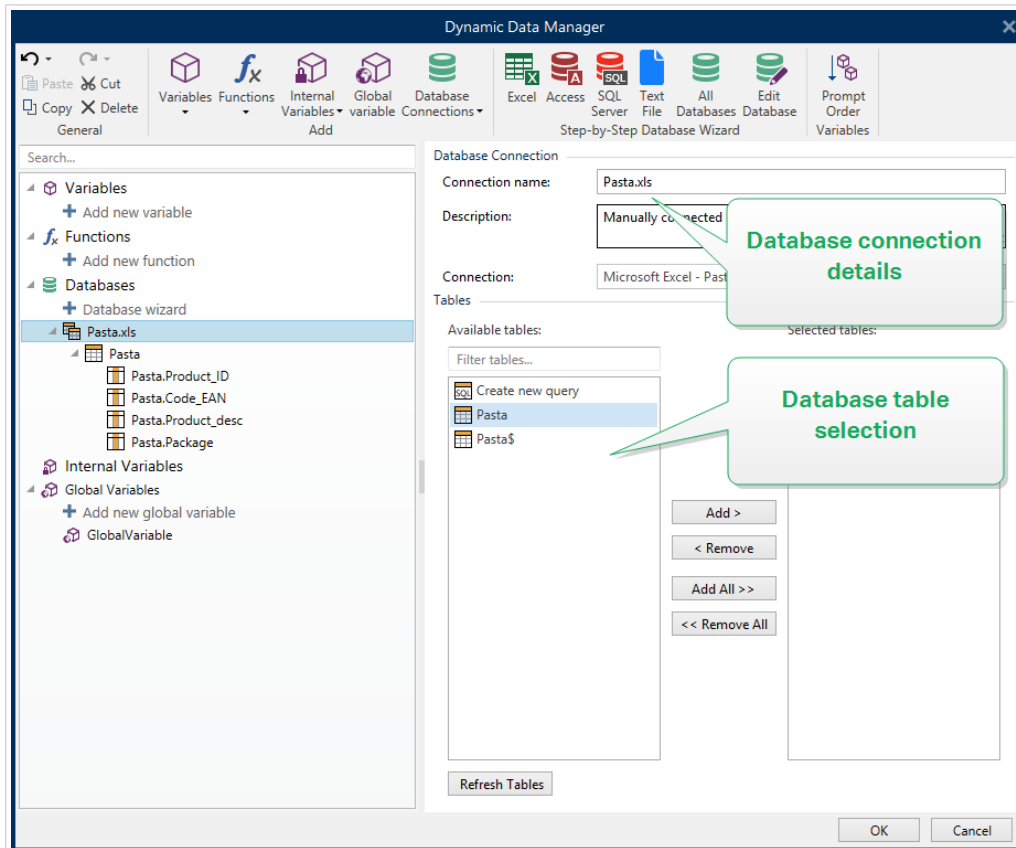 Dynamic Data Manager
Paste Cut
Copy Delete
General
Variables Functions Internal Variables Global variable Database Connections
Add
Excel Access SQL Server Text File All Databases Edit Database
Step-by-Step Database Wizard
Prompt Order
Variables
Search...
Variables
Add new variable
Functions
Add new function
Databases
Database wizard
Pasta.xls
Pasta
Pasta.Product_ID
Pasta.Code_EAN
Pasta.Product_desc
Pasta.Package
Internal Variables
Global Variables
Add new global variable
GlobalVariable
Database Connection
Connection name: Pasta.xls
Description: Manually connected
Connection: Microsoft Excel - Past
Database connection
details
Tables
Available tables:
Selected tables:
Filter tables...
SQL Create new query
Pasta
Pasta$
Database table
selection
Add >
< Remove
Add All >>
<< Remove All
Refresh Tables
OK Cancel